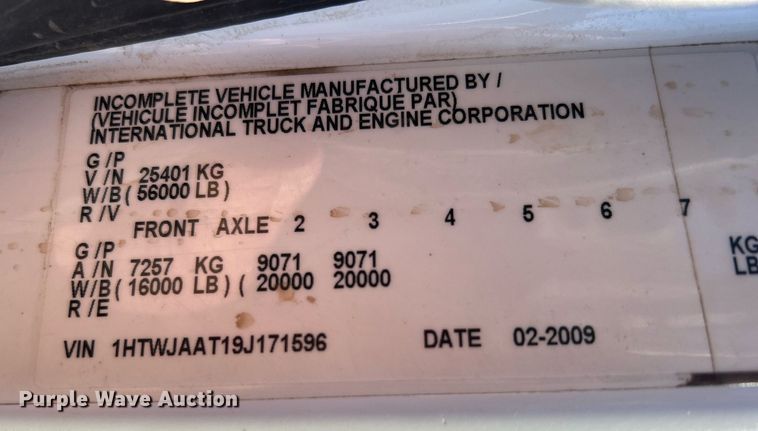 INCOMPLETE VEHICLE MANUFACTURED BY /
(VEHICULE INCOMPLET FABRIQUE PAR)
INTERNATIONAL TRUCK AND ENGINE CORPORATION
G /P
V /N 25401 KG
W/B ( 56000 LB )
R /V
FRONT AXLE 2 3 4 5 6 7
G /P
A /N 7257 KG 9071 9071 KG
W/B ( 16000 LB ) ( 20000 20000 LB
R /E
VIN 1HTWJAAT19J171596 DATE 02-2009
Purple Wave Auction